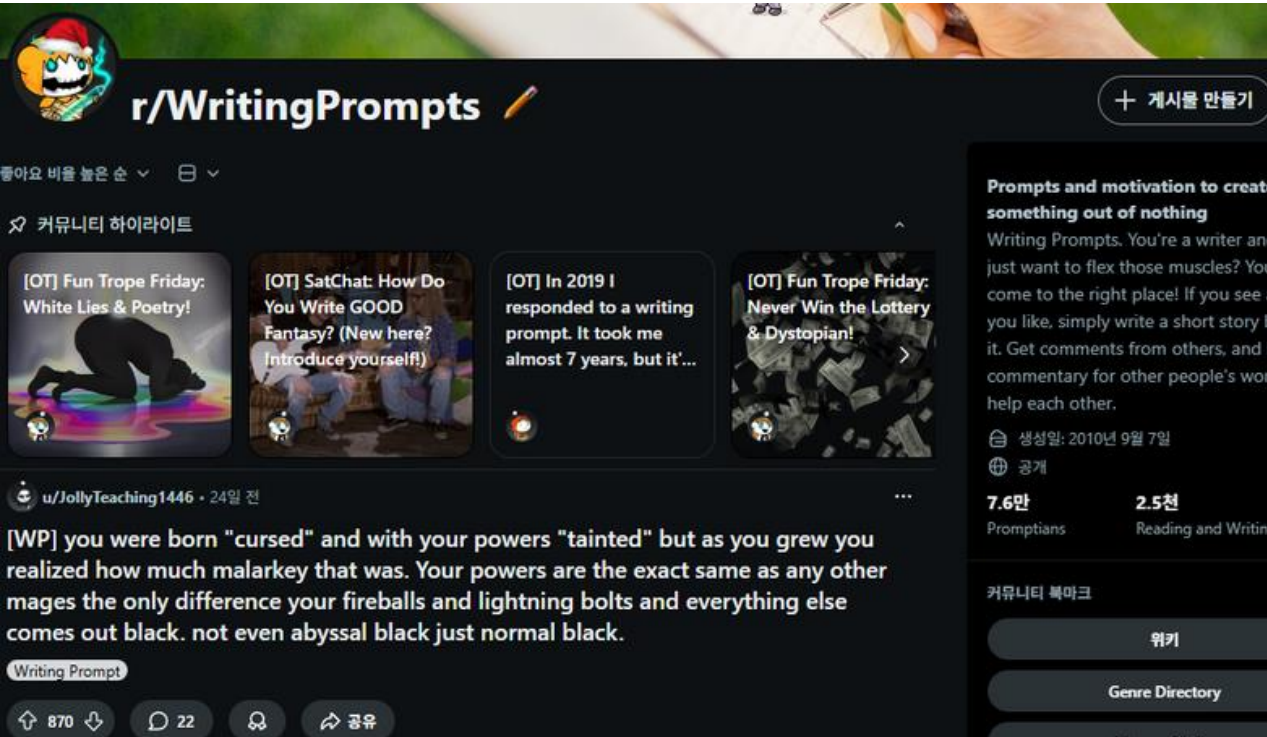 r/WritingPrompts
게시물 만들기
좋아요 비율 높은 순
커뮤니티 하이라이트
[OT] Fun Trope Friday:
White Lies & Poetry!
[OT] SatChat: How Do
You Write GOOD
Fantasy? (New here?
Introduce yourself!)
[OT] In 2019 I
responded to a writing
prompt. It took me
almost 7 years, but it'...
[OT] Fun Trope Friday:
Never Win the Lottery
& Dystopian!
u/JollyTeaching1446 • 24일 전
[WP] you were born "cursed" and with your powers "tainted" but as you grew you
realized how much malarkey that was. Your powers are the exact same as any other
mages the only difference your fireballs and lightning bolts and everything else
comes out black. not even abyssal black just normal black.
Writing Prompt
870
22
공유
Prompts and motivation to create
something out of nothing
Writing Prompts. You're a writer and
just want to flex those muscles? You
come to the right place! If you see
you like, simply write a short story
it. Get comments from others, and
commentary for other people's
help each other.
생성일: 2010년 9월 7일
공개
7.6만
Promptians
2.5천
Reading and Writin
커뮤니티 북마크
위키
Genre Directory